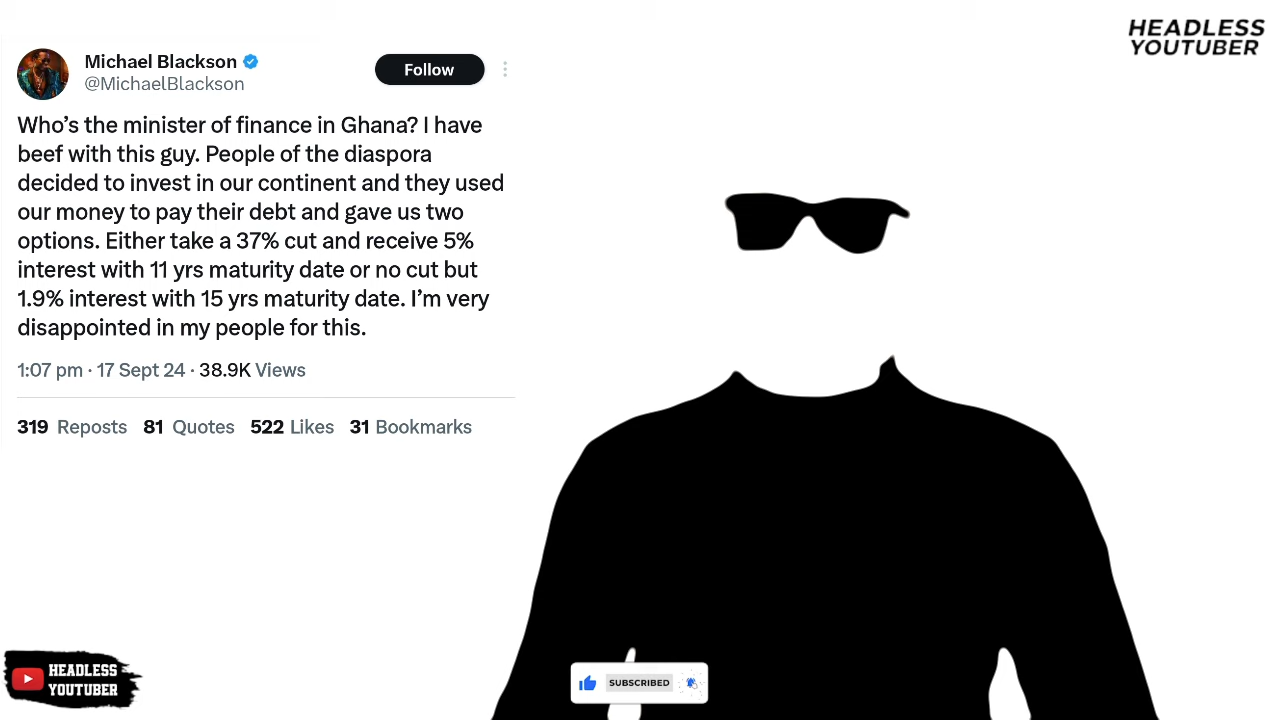 HEADLESS
YOUTUBER
Michael Blackson
@MichaelBlackson
Follow
Who’s the minister of finance in Ghana? I have
beef with this guy. People of the diaspora
decided to invest in our continent and they used
our money to pay their debt and gave us two
options. Either take a 37% cut and receive 5%
interest with 11 yrs maturity date or no cut but
1.9% interest with 15 yrs maturity date. I’m very
disappointed in my people for this.
1:07 pm · 17 Sept 24 · 38.9K Views
319 Reposts 81 Quotes 522 Likes 31 Bookmarks
HEADLESS
YOUTUBER
SUBSCRIBED